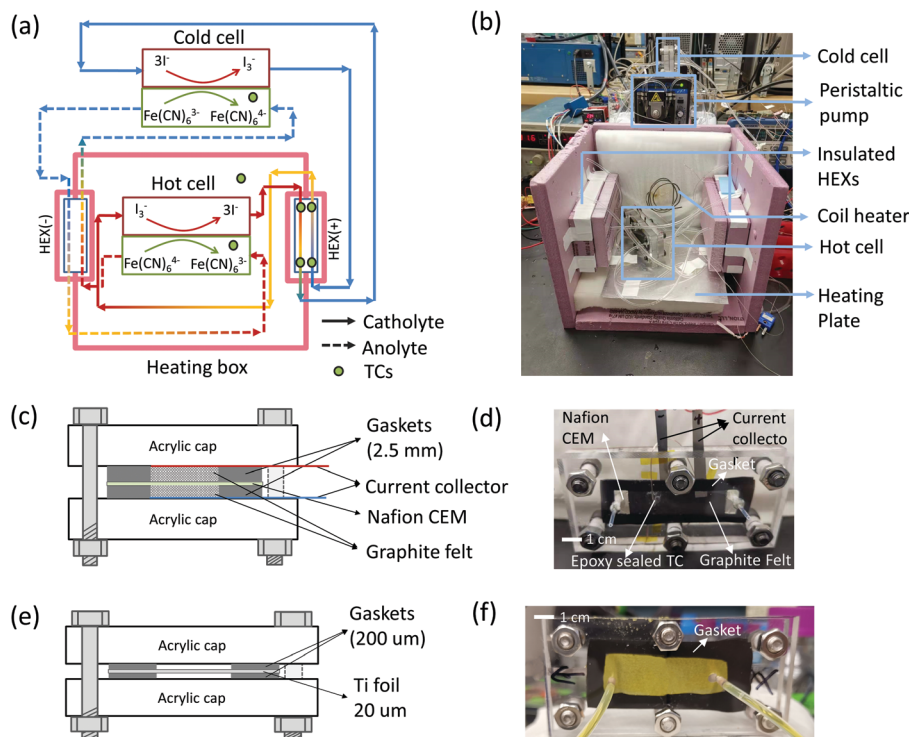 (a)
Cold cell
3I⁻ I₃⁻
Fe(CN)₆³⁻ Fe(CN)₆⁴⁻
Hot cell
I₃⁻ 3I⁻
Fe(CN)₆⁴⁻ Fe(CN)₆³⁻
HEX(-)
HEX(+)
Catholyte
Anolyte
TCs
Heating box
(b)
Cold cell
Peristaltic
pump
Insulated
HEXs
Coil heater
Hot cell
Heating
Plate
(c)
Acrylic cap
Acrylic cap
Gaskets
(2.5 mm)
Current collector
Nafion CEM
Graphite felt
(d)
Nafion
CEM
- +
Current
collecto
Gasket
1 cm
Epoxy sealed TC
Graphite Felt
(e)
Acrylic cap
Acrylic cap
Gaskets
(200 um)
Ti foil
20 um
(f)
1 cm
Gasket